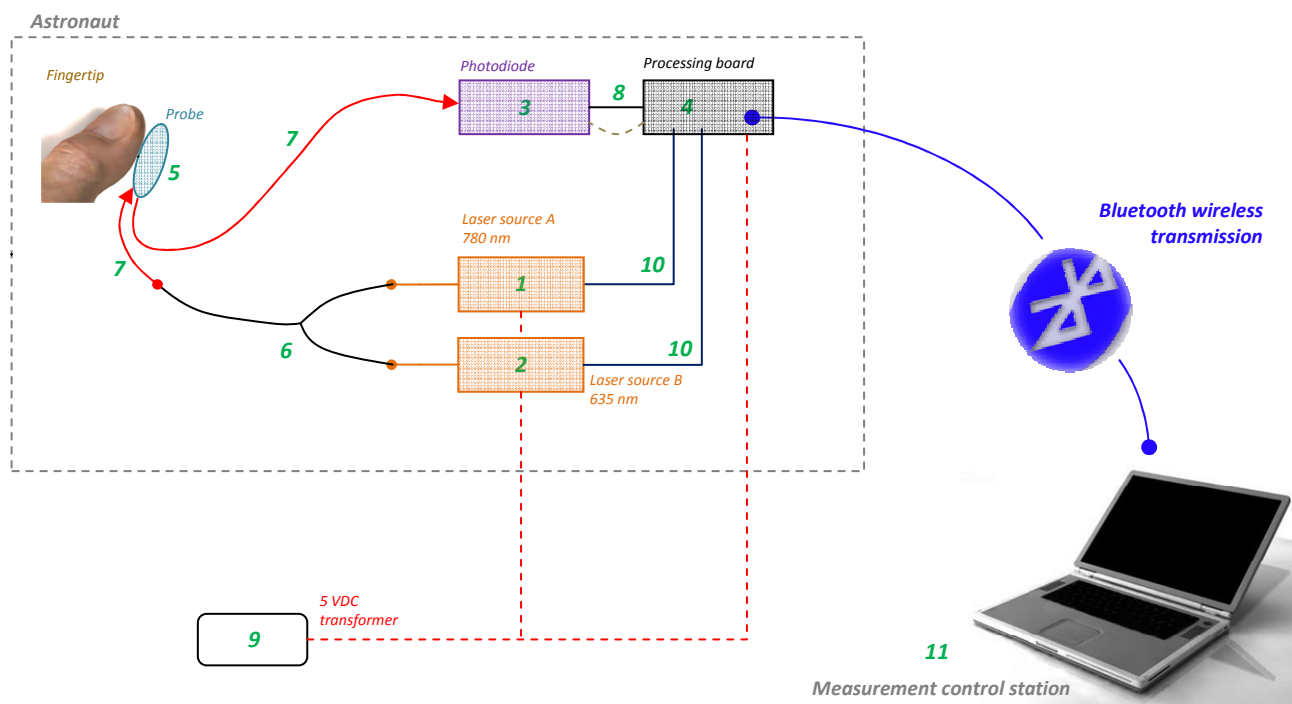 Astronaut
Fingertip
Photodiode
Processing board
3
8
4
Probe
7
5
Laser source A
780 nm
Bluetooth wireless
transmission
7
1
10
6
2
10
Laser source B
635 nm
5 VDC
transformer
9
11
Measurement control station